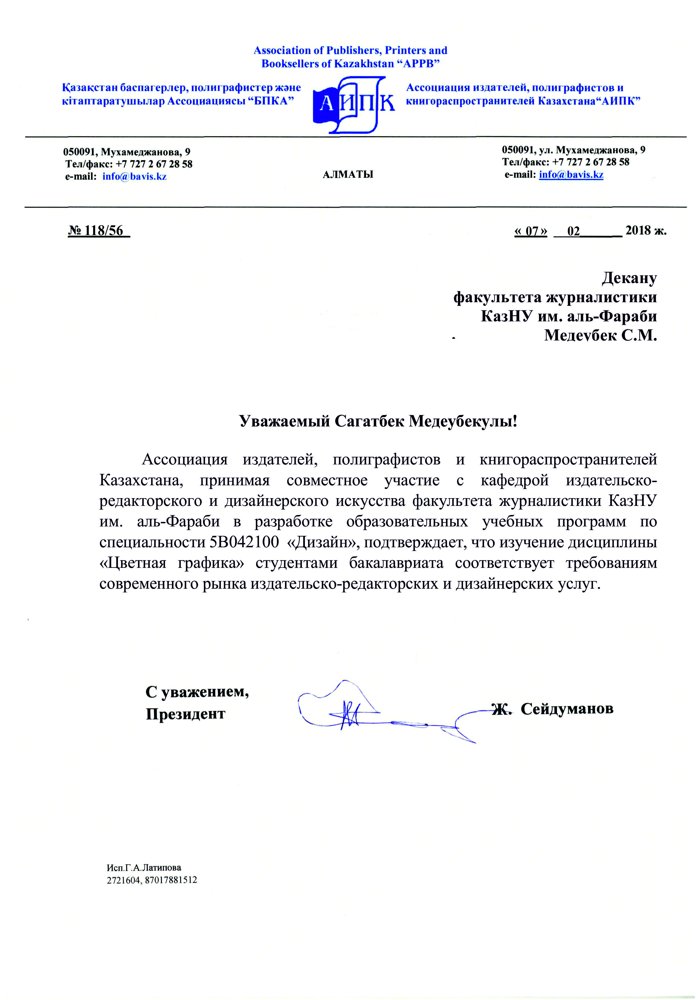 Association of Publishers, Printers and
Booksellers of Kazakhstan “APPB”
Қазақстан баспагерлер, полиграфистер және
кітаптаратушылар Ассоциациясы “БПКА”
АИПК
Ассоциация издателей, полиграфистов и
книгораспространителей Казахстана“АИПК”
050091, Мухамеджанова, 9
Тел/факс: +7 727 2 67 28 58
e-mail: info@bavis.kz
АЛМАТЫ
050091, ул. Мухамеджанова, 9
Тел/факс: +7 727 2 67 28 58
e-mail: info@bavis.kz
№ 118/56
« 07 » 02 2018 ж.
Декану
факультета журналистики
КазНУ им. аль-Фараби
Медеубек С.М.
Уважаемый Сагатбек Медеубекулы!
Ассоциация издателей, полиграфистов и книгораспространителей
Казахстана, принимая совместное участие с кафедрой издательско-
редакторского и дизайнерского искусства факультета журналистики КазНУ
им. аль-Фараби в разработке образовательных учебных программ по
специальности 5В042100 «Дизайн», подтверждает, что изучение дисциплины
«Цветная графика» студентами бакалавриата соответствует требованиям
современного рынка издательско-редакторских и дизайнерских услуг.
С уважением,
Президент
Ж. Сейдуманов
Исп.Г.А.Латипова
2721604, 87017881512